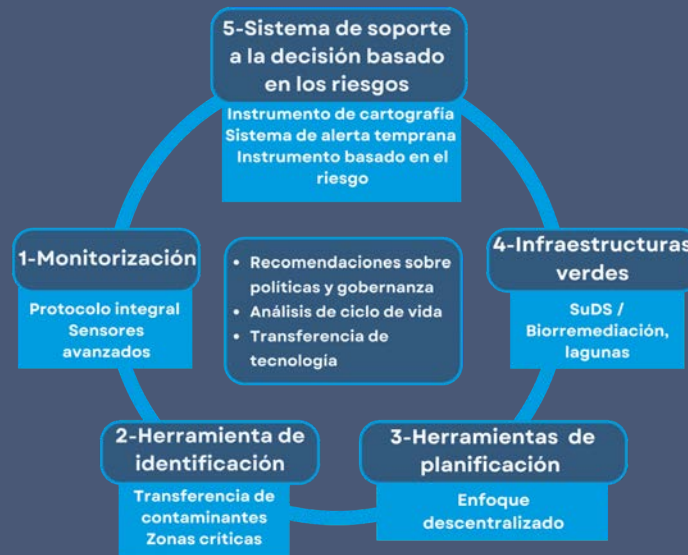 5-Sistema de soporte
a la decisión basado
en los riesgos
Instrumento de cartografía
Sistema de alerta temprana
Instrumento basado en el
riesgo
1-Monitorización
Protocolo integral
Sensores
avanzados
• Recomendaciones sobre
políticas y gobernanza
• Análisis de ciclo de vida
• Transferencia de
tecnología
4-Infraestructuras
verdes
SuDS /
Biorremediación,
lagunas
2-Herramienta de
identificación
Transferencia de
contaminantes
Zonas críticas
3-Herramientas de
planificación
Enfoque
descentralizado